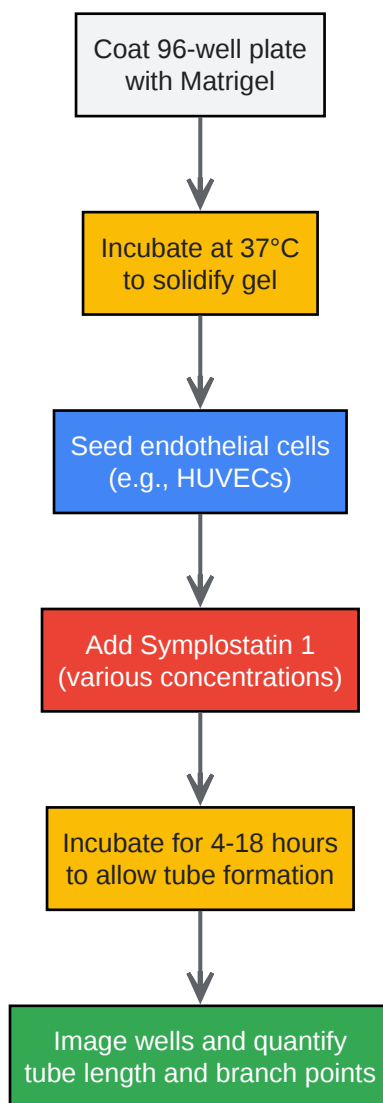 Coat 96-well plate
with Matrigel
Incubate at 37°C
to solidify gel
Seed endothelial cells
(e.g., HUVECs)
Add Symplostatin 1
(various concentrations)
Incubate for 4-18 hours
to allow tube formation
Image wells and quantify
tube length and branch points